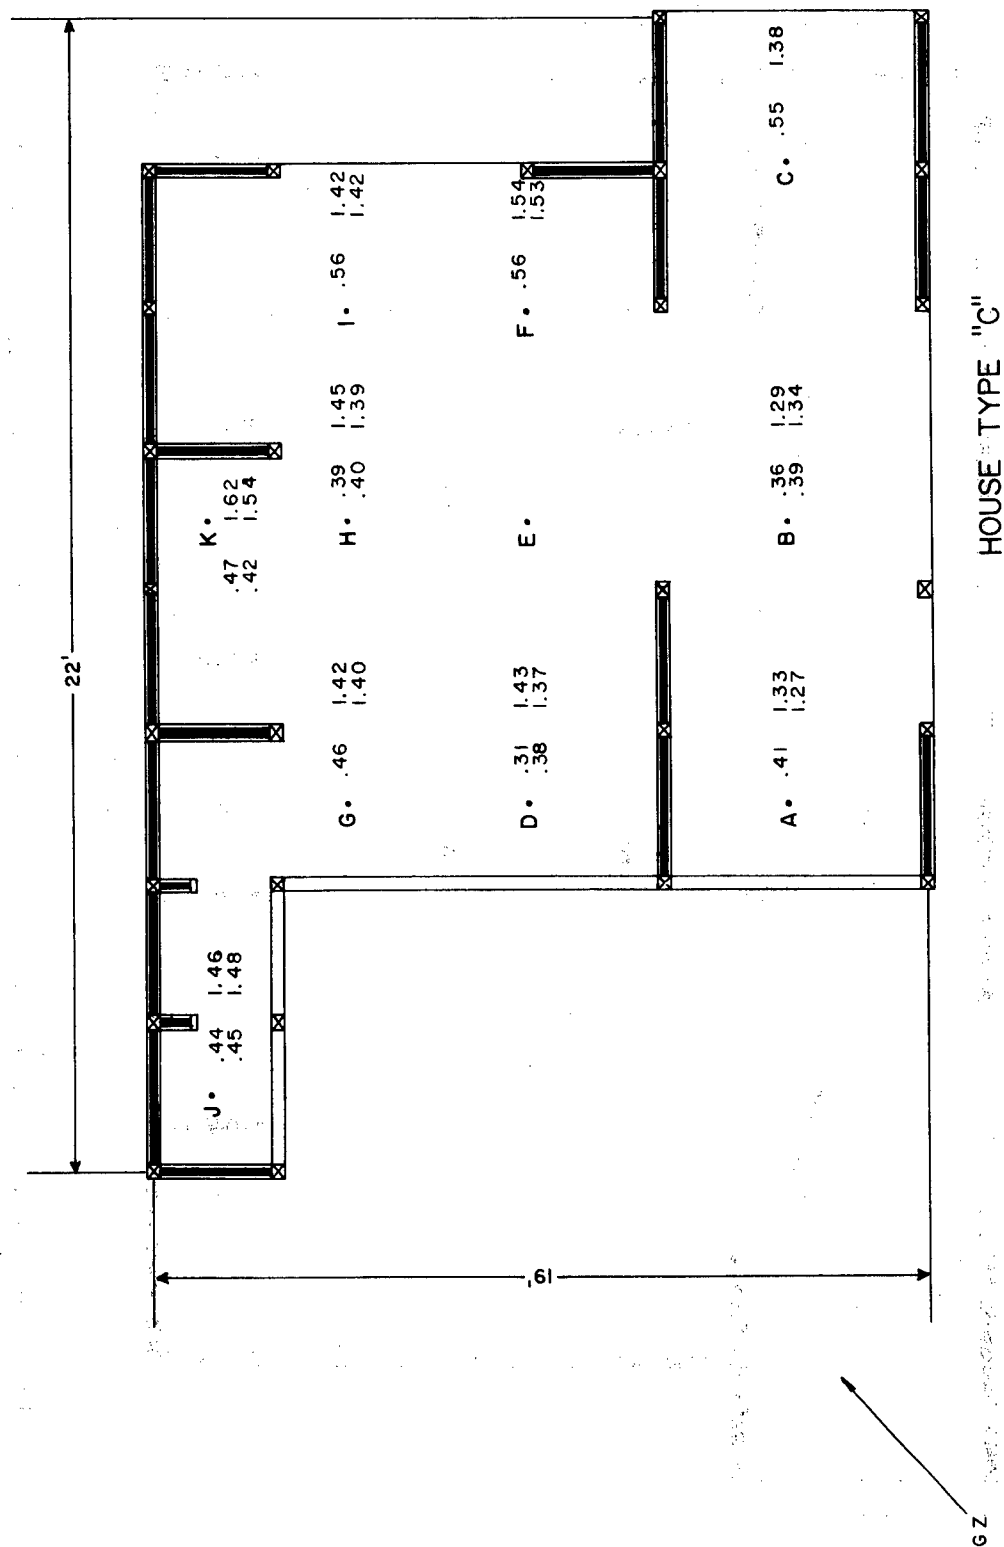 22'
J
.44 1.46
.45 1.48
K
.47 1.62
.42 1.54
G .46 1.42
1.40
H .39 1.45
.40 1.39
I .56 1.42
1.42
19'
D .31 1.43
.38 1.37
E
F .56 1.54
1.53
A .41 1.33
1.27
B .36 1.29
.39 1.34
C .55 1.38
GZ
HOUSE TYPE "C"